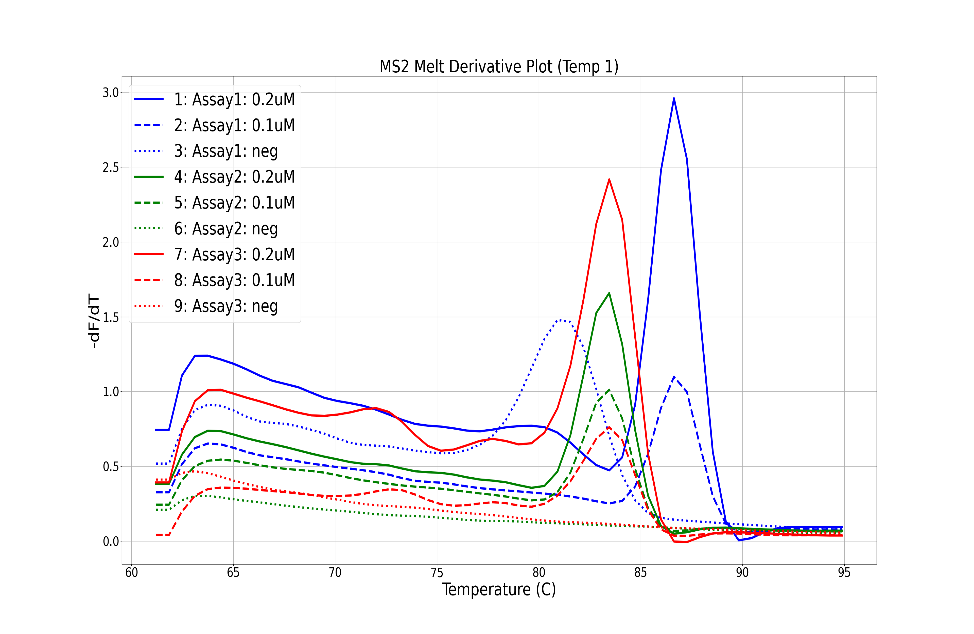 MS2 Melt Derivative Plot (Temp 1)
3.0
2.5
2.0
1.5
1.0
0.5
0.0
-dF/dT
1: Assay1: 0.2uM
2: Assay1: 0.1uM
3: Assay1: neg
4: Assay2: 0.2uM
5: Assay2: 0.1uM
6: Assay2: neg
7: Assay3: 0.2uM
8: Assay3: 0.1uM
9: Assay3: neg
60 65 70 75 80 85 90 95
Temperature (C)